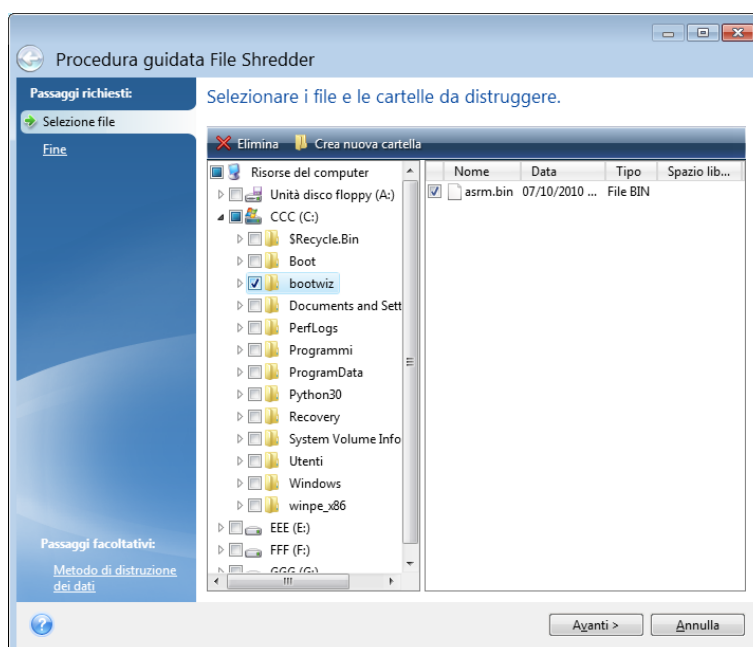 Procedura guidata File Shredder
Passaggi richiesti:
Selezione file
Fine
Selezionare i file e le cartelle da distruggere.
Elimina Crea nuova cartella
Risorse del computer
Unità disco floppy (A:)
CCC (C:)
$Recycle.Bin
Boot
bootwiz
Documents and Sett
PerfLogs
Programmi
ProgramData
Python30
Recovery
System Volume Info
Utenti
Windows
winpe_x86
EEE (E:)
FFF (F:)
GGG (G:)
Nome Data Tipo Spazio lib...
asrm.bin 07/10/2010 ... File BIN
Passaggi facoltativi:
Metodo di distruzione
dei dati
Avanti > Annulla